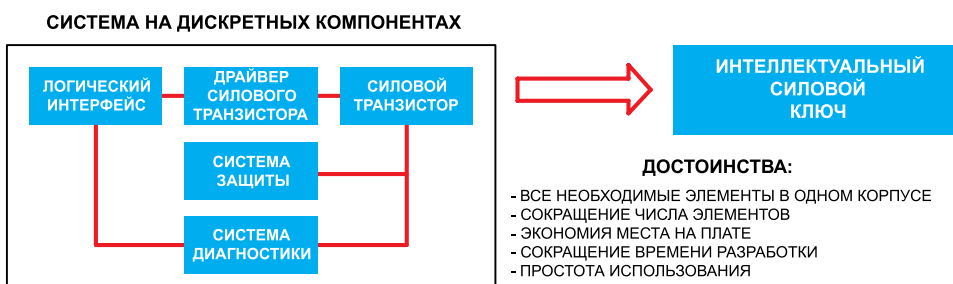 СИСТЕМА НА ДИСКРЕТНЫХ КОМПОНЕНТАХ
ЛОГИЧЕСКИЙ
ИНТЕРФЕЙС
ДРАЙВЕР
СИЛОВОГО
ТРАНЗИСТОРА
СИЛОВОЙ
ТРАНЗИСТОР
СИСТЕМА
ЗАЩИТЫ
СИСТЕМА
ДИАГНОСТИКИ
ИНТЕЛЛЕКТУАЛЬНЫЙ
СИЛОВОЙ
КЛЮЧ
ДОСТОИНСТВА:
- ВСЕ НЕОБХОДИМЫЕ ЭЛЕМЕНТЫ В ОДНОМ КОРПУСЕ
- СОКРАЩЕНИЕ ЧИСЛА ЭЛЕМЕНТОВ
- ЭКОНОМИЯ МЕСТА НА ПЛАТЕ
- СОКРАЩЕНИЕ ВРЕМЕНИ РАЗРАБОТКИ
- ПРОСТОТА ИСПОЛЬЗОВАНИЯ